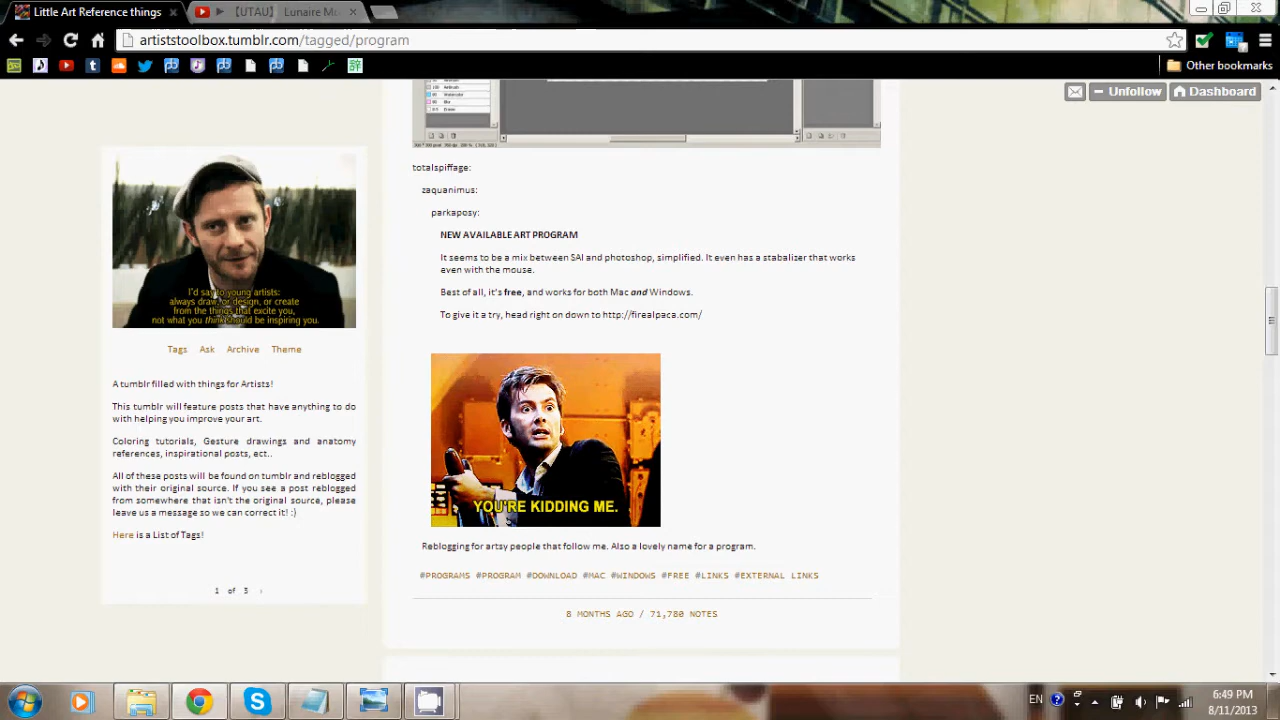 Little Art Reference things
【UTAU】 Lunaire Mo
artiststoolbox.tumblr.com/tagged/program
Other bookmarks
Unfollow
Dashboard
totalspiffage:
zaquanimus:
parkaposy:
NEW AVAILABLE ART PROGRAM
It seems to be a mix between SAI and photoshop, simplified. It even has a stabalizer that works
even with the mouse.
Best of all, it's free, and works for both Mac and Windows.
To give it a try, head right on down to http://firealpaca.com/
YOU'RE KIDDING ME.
Reblogging for artsy people that follow me. Also a lovely name for a program.
#PROGRAMS #PROGRAM #DOWNLOAD #MAC #WINDOWS #FREE #LINKS #EXTERNAL LINKS
8 MONTHS AGO / 71,780 NOTES
I'd say to young artists:
always draw, or design, or create
from the things that excite you,
not what you think should be inspiring you.
Tags Ask Archive Theme
A tumblr filled with things for Artists!
This tumblr will feature posts that have anything to do
with helping you improve your art.
Coloring tutorials, Gesture drawings and anatomy
references, inspirational posts, ect..
All of these posts will be found on tumblr and reblogged
with their original source. If you see a post reblogged
from somewhere that isn't the original source, please
leave us a message so we can correct it! :)
Here is a List of Tags!
1 of 3 ›
EN
6:49 PM
8/11/2013